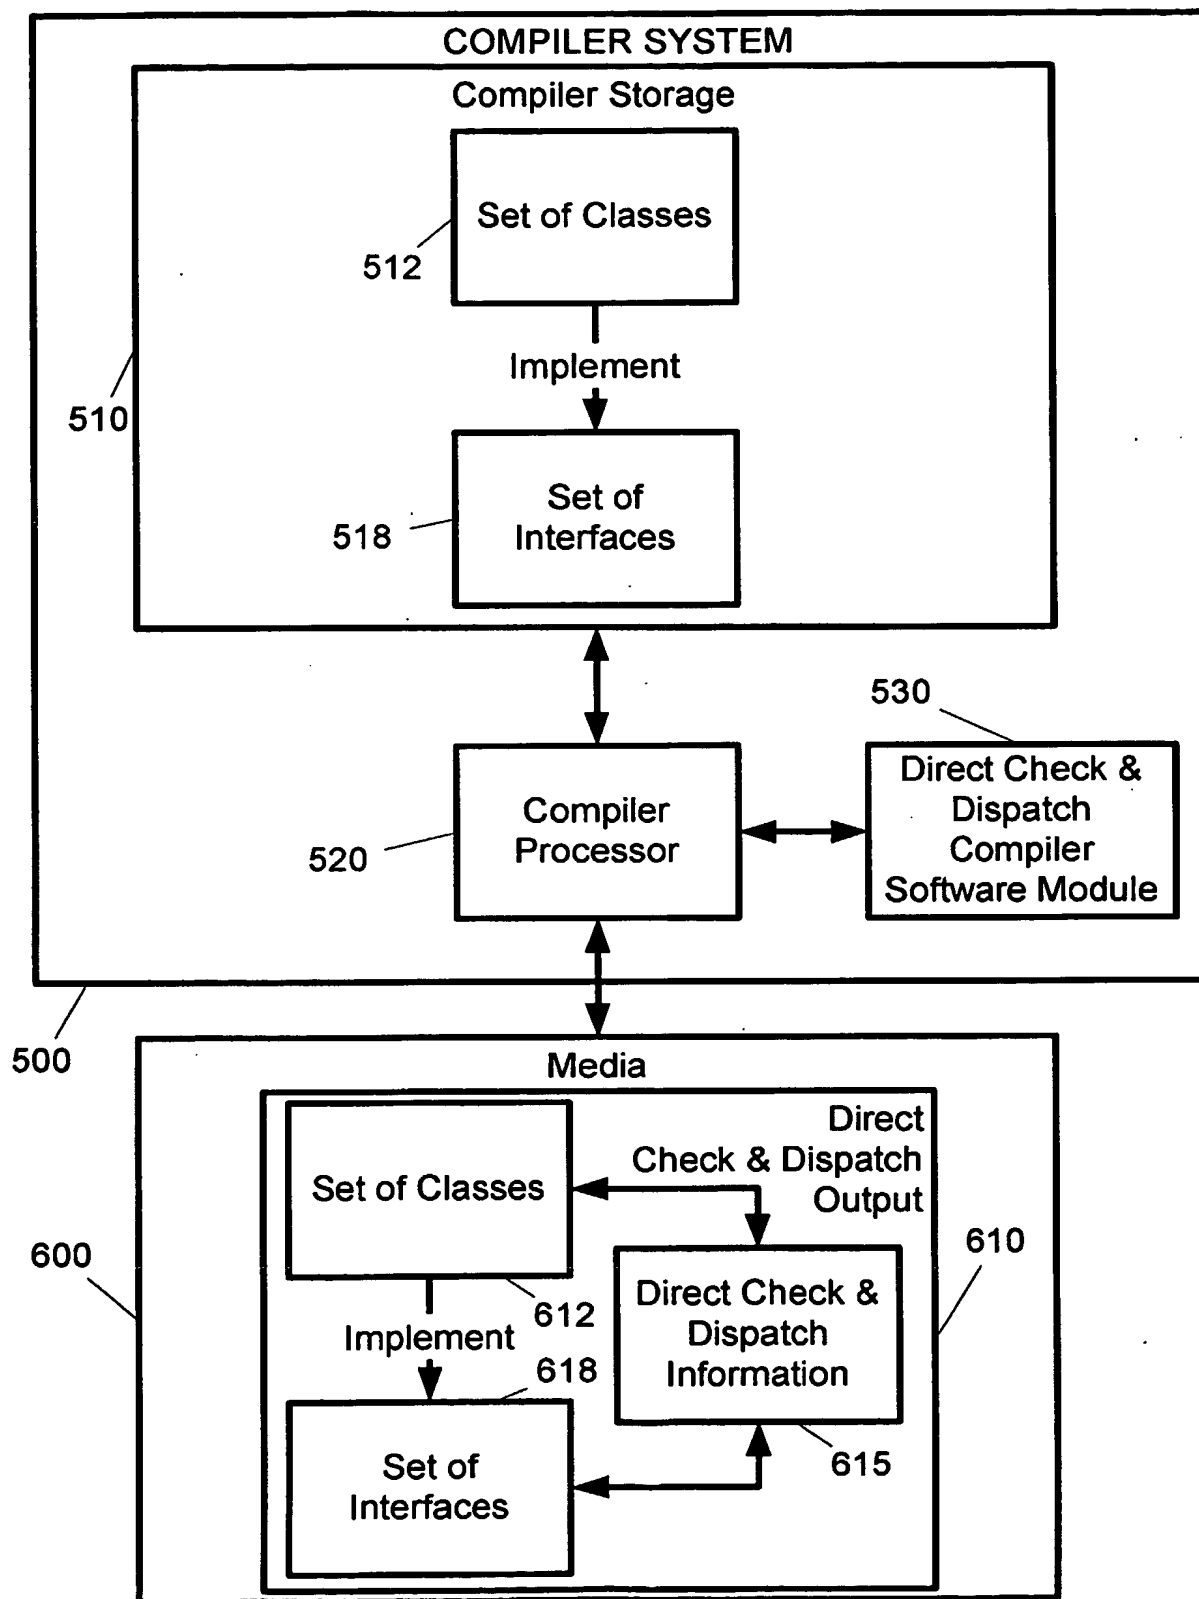 COMPILER SYSTEM
Compiler Storage
Set of Classes
512
Implement
510
Set of
Interfaces
518
530
Direct Check &
Dispatch
Compiler
Software Module
Compiler
Processor
520
500
Media
Direct
Check & Dispatch
Output
Set of Classes
600
610
612
Direct Check &
Dispatch
Information
Implement
618
615
Set of
Interfaces